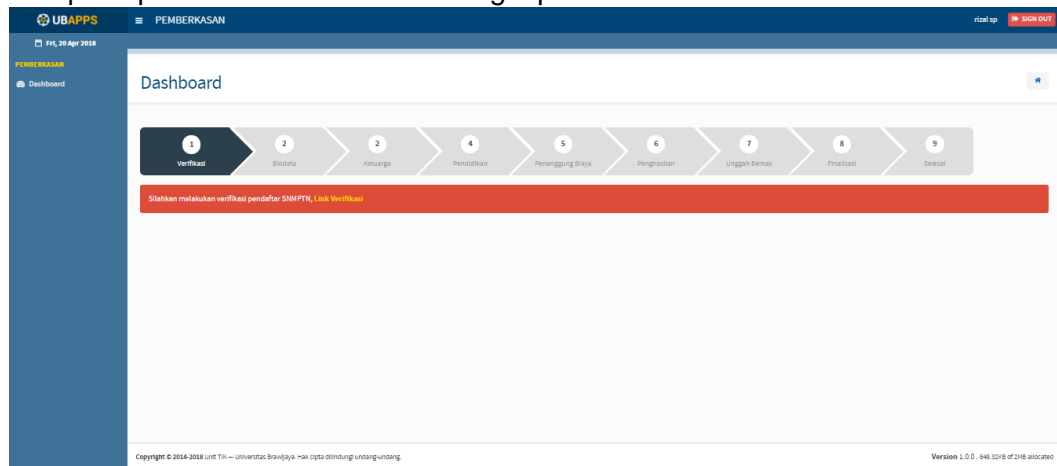 UBAPPS
PEMBERKASAN
rizal sp
SIGN OUT
Fri, 20 Apr 2018
PEMBERKASAN
Dashboard
Dashboard
1 2 2 4 5 6 7 8 9
Verifikasi Biodata Keluarga Pendidikan Penanggung Biaya Penghasilan Unggah Berkas Finalisasi Selesai
Silahkan melakukan verifikasi pendaftar SNMPTN, Link Verifikasi
Copyright © 2014-2018 Unit TIK — Universitas Brawijaya. Hak cipta dilindungi undang-undang.
Version 1.0.0 . 640.32KB of 2MB allocated